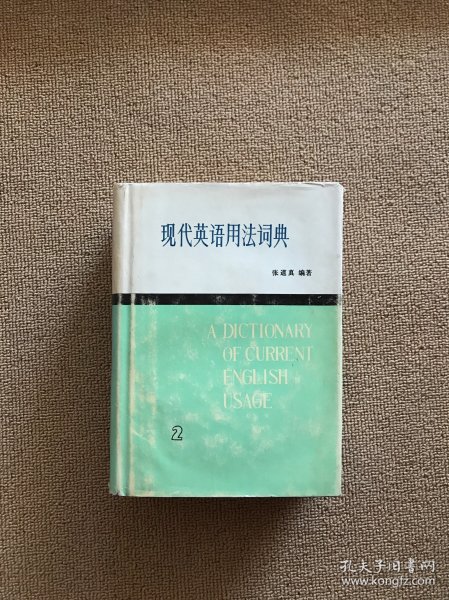 现代英语用法词典
张道真 编著
A DICTIONARY
OF CURRENT
ENGLISH
USAGE
2
孔夫子旧书网
www.kongfz.com